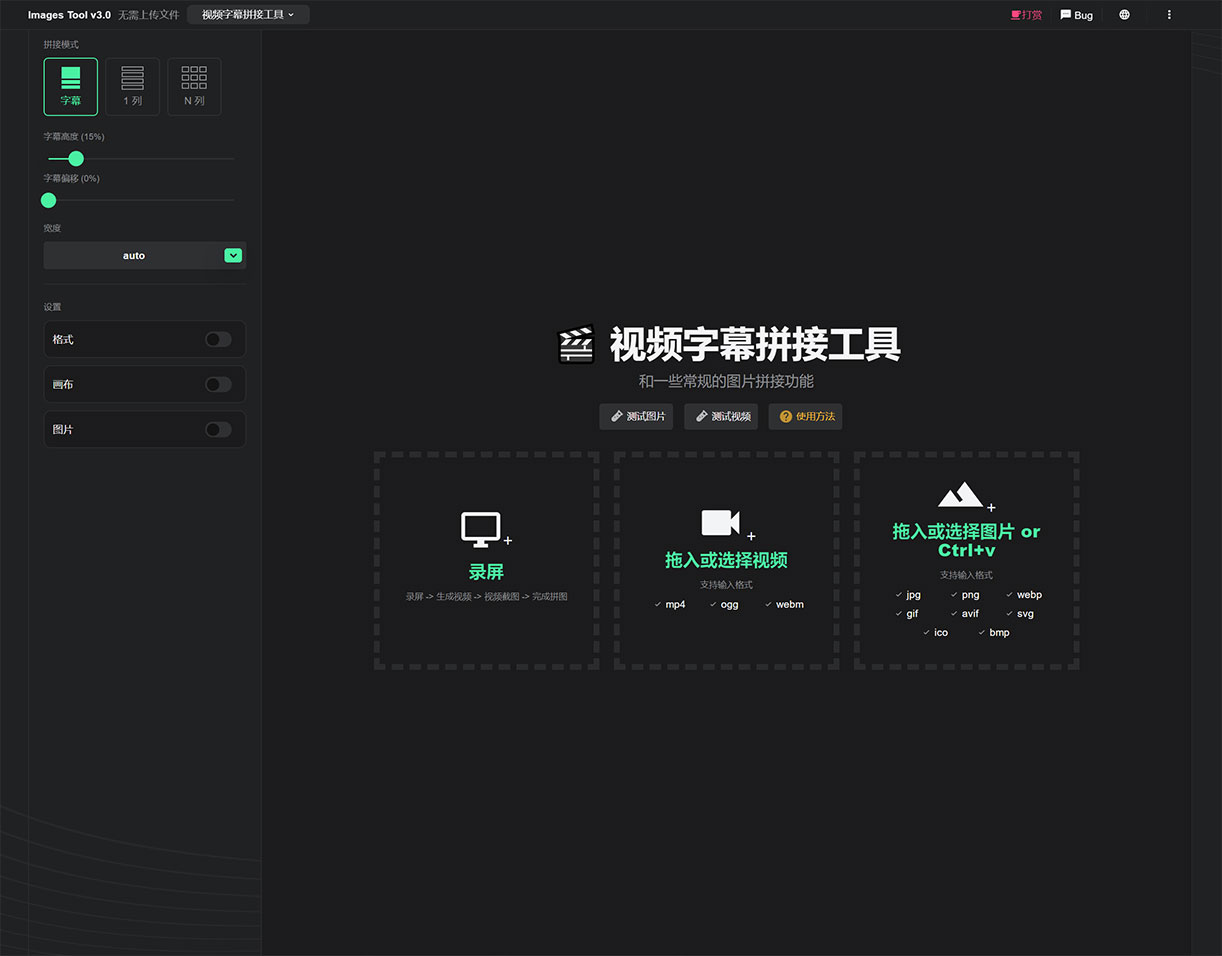 Images Tool v3.0 无需上传文件 视频字幕拼接工具 打赏 Bug
拼接模式
字幕 1 列 N 列
字幕高度 (15%)
字幕偏移 (0%)
宽度
auto
设置
格式
画布
图片
视频字幕拼接工具
和一些常规的图片拼接功能
测试图片 测试视频 ? 使用方法
录屏
录屏 -> 生成视频 -> 视频截图 -> 完成拼图
拖入或选择视频
支持输入格式
mp4 ogg webm
拖入或选择图片 or
Ctrl+v
支持输入格式
jpg png webp
gif avif svg
ico bmp